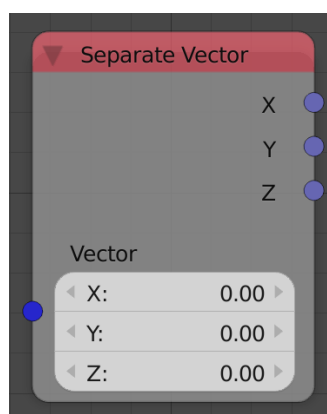 Separate Vector
X
Y
Z
Vector
X: 0.00
Y: 0.00
Z: 0.00